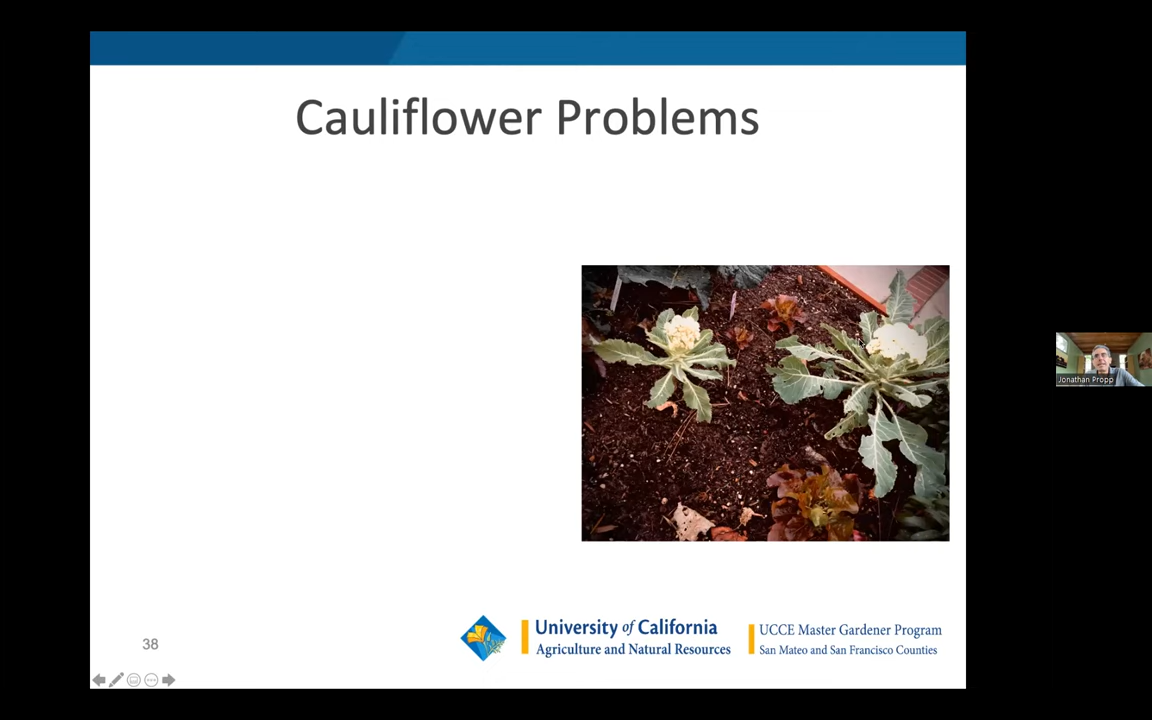 Cauliflower Problems
Jonathan Propp
University of California
Agriculture and Natural Resources
UCCE Master Gardener Program
San Mateo and San Francisco Counties
38